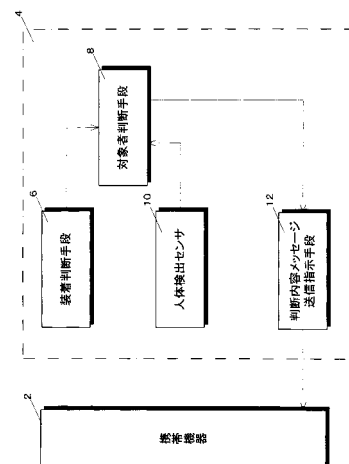 4
8
対象者判断手段
6
装着判断手段
10
人体検出センサ
12
判断内容メッセージ
送信指示手段
2
携帯機器